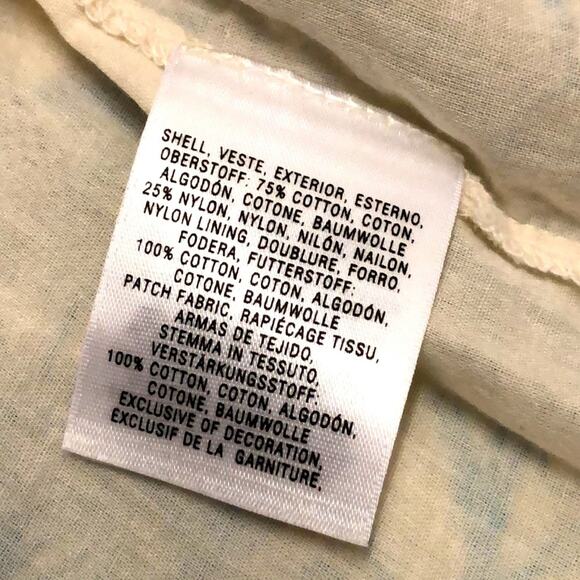 SHELL, VESTE, EXTERIOR, ESTERNO,
OBERSTOFF: 75% COTTON, COTON,
ALGODÓN, COTONE, BAUMWOLLE
25% NYLON, NYLON, NILÓN, NAILON,
NYLON LINING, DOUBLURE, FORRO,
FODERA, FUTTERSTOFF:
100% COTTON, COTON, ALGODÓN,
COTONE, BAUMWOLLE
PATCH FABRIC, RAPIÉCAGE TISSU,
ARMAS DE TEJIDO,
STEMMA IN TESSUTO,
VERSTÄRKUNGSSTOFF:
100% COTTON, COTON, ALGODÓN,
COTONE, BAUMWOLLE
EXCLUSIVE OF DECORATION,
EXCLUSIF DE LA GARNITURE,